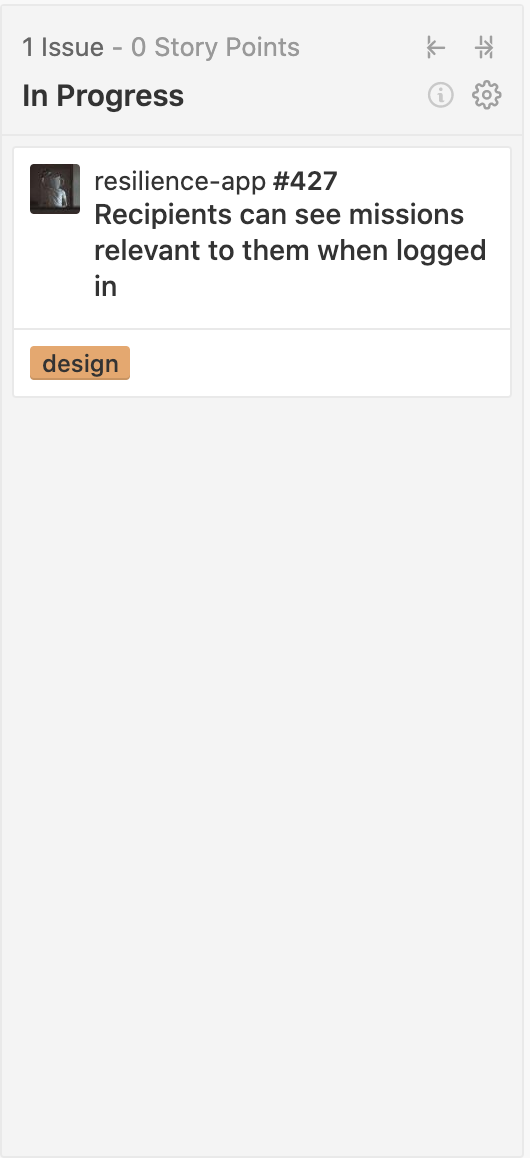 1 Issue - 0 Story Points
In Progress
resilience-app #427
Recipients can see missions
relevant to them when logged
in
design